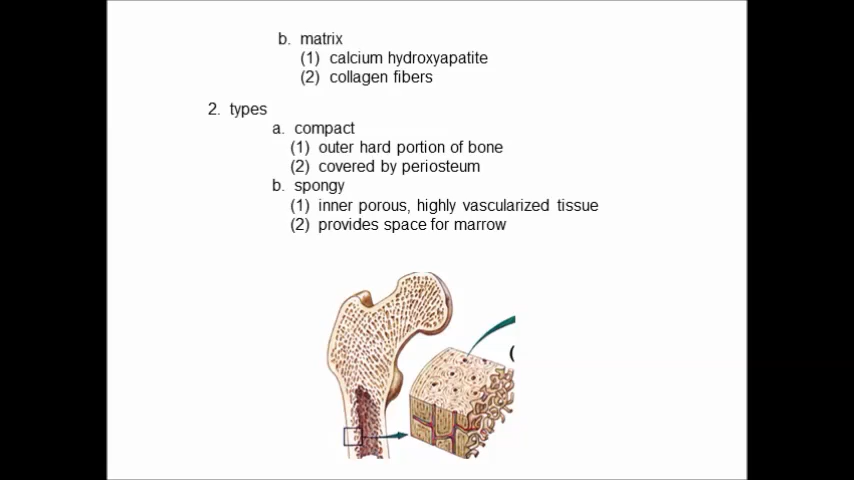 b. matrix
(1) calcium hydroxyapatite
(2) collagen fibers
2. types
a. compact
(1) outer hard portion of bone
(2) covered by periosteum
b. spongy
(1) inner porous, highly vascularized tissue
(2) provides space for marrow
(